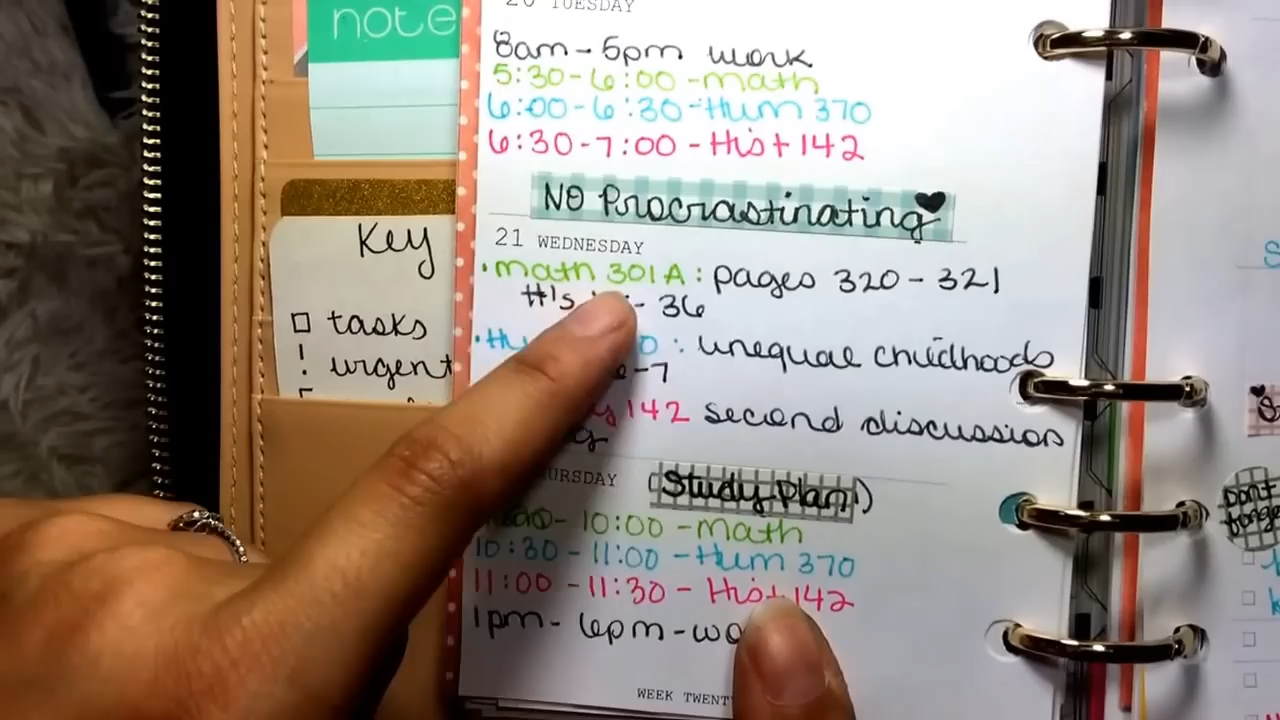 note
Key
tasks
! urgent
20 TUESDAY
8am - 5pm work
5:30 - 6:00 - math
6:00 - 6:30 - Hum 370
6:30 - 7:00 - Hist 142
NO Procrastinating
21 WEDNESDAY
• math 301A : pages 320 - 321
#'s - 36
: unequal childhoods
- 7
142 second discussion
(Study Plan!)
10:00 - math
10:30 - 11:00 - Hum 370
11:00 - 11:30 - Hist 142
1pm - 6pm -
WEEK
Don't